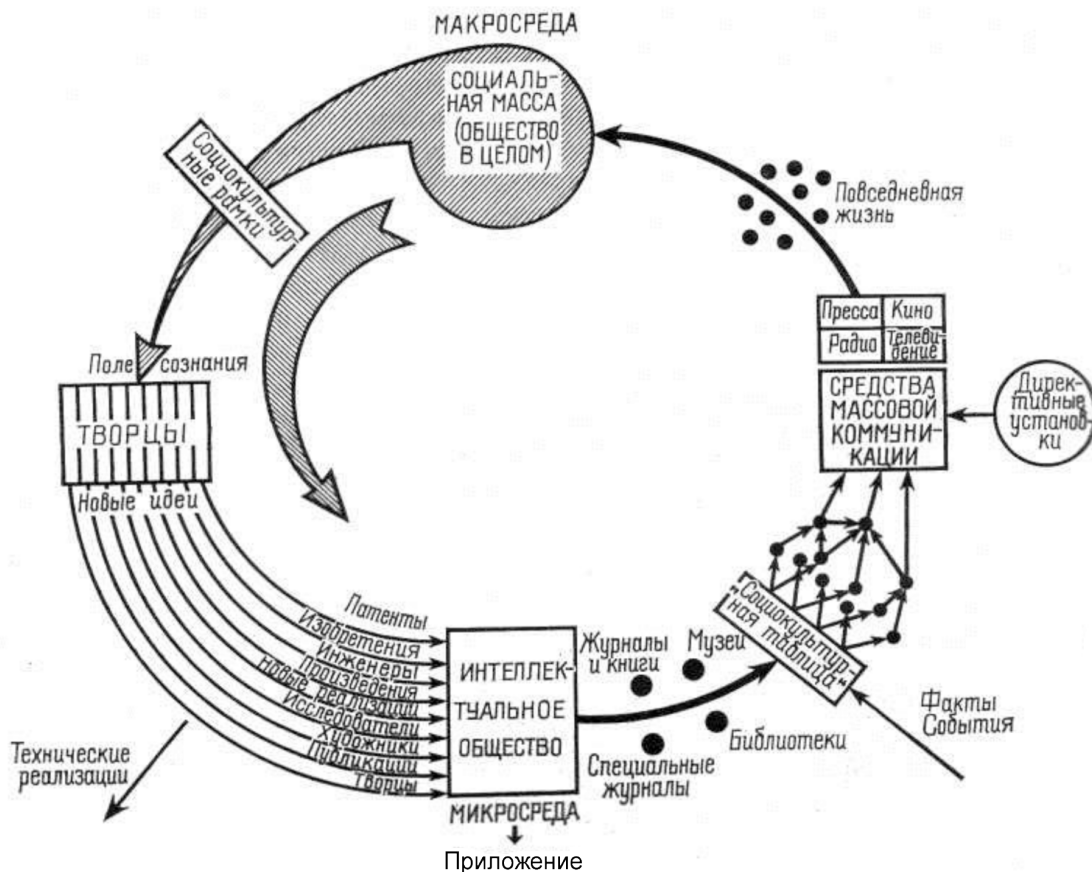 МАКРОСРЕДА
СОЦИАЛЬ-
НАЯ МАССА
(ОБЩЕСТВО
В ЦЕЛОМ)
Социокультур-
ные рамки
Повседневная
жизнь
Пресса
Кино
Радио
Телеви-
дение
СРЕДСТВА
МАССОВОЙ
КОММУНИ-
КАЦИИ
Дирек-
тивные
установ-
ки
Поле сознания
ТВОРЦЫ
Новые идеи
Патенты
Изобретения
Инженеры
Произведения
Новые реализации
Исследователи
Художники
Публикации
Творцы
Технические
реализации
ИНТЕЛЛЕК-
ТУАЛЬНОЕ
ОБЩЕСТВО
МИКРОСРЕДА
Приложение
Журналы
и книги
Музеи
Специальные
журналы
Библиотеки
"Социокультур-
ная таблица"
Факты
События